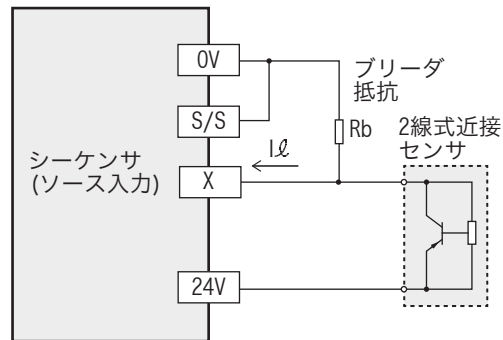 0V
S/S
シーケンサ
(ソース入力)
X
24V
Iℓ
ブリーダ
抵抗
Rb
2線式近接
センサ